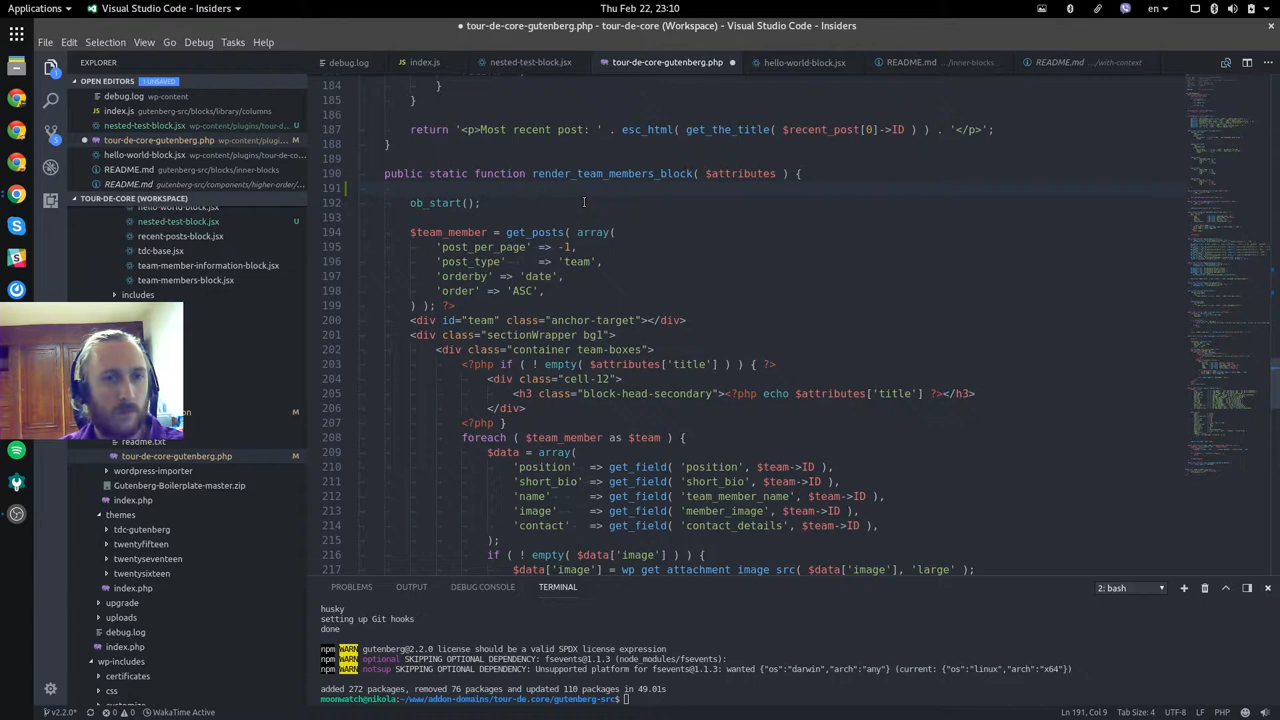 Applications ▾ Visual Studio Code - Insiders ▾
Thu Feb 22, 23:10
en ▾
● tour-de-core-gutenberg.php - tour-de-core (Workspace) - Visual Studio Code - Insiders
File Edit Selection View Go Debug Tasks Help
EXPLORER
OPEN EDITORS 1 UNSAVED
debug.log wp-content
index.js gutenberg-src/blocks/library/columns
nested-test-block.jsx wp-content/plugins/tour-d... U
tour-de-core-gutenberg.php wp-content/plugin... M
hello-world-block.jsx wp-content/plugins/tour-de-co...
README.md gutenberg-src/blocks/inner-blocks
README.md gutenberg-src/components/higher-order/...
TOUR-DE-CORE (WORKSPACE)
hello-world-block.jsx
nested-test-block.jsx U
recent-posts-block.jsx
tdc-base.jsx
team-member-information-block.jsx
team-members-block.jsx
includes
M
readme.txt
tour-de-core-gutenberg.php M
wordpress-importer
Gutenberg-Boilerplate-master.zip
index.php
themes
tdc-gutenberg
twentyfifteen
twentyseventeen
twentysixteen
index.php
upgrade
uploads
debug.log
index.php
wp-includes
certificates
css
customize
debug.log index.js nested-test-block.jsx tour-de-core-gutenberg.php ● hello-world-block.jsx README.md .../inner-blocks README.md .../with-context
184 }
185 }
186
187 return '<p>Most recent post: ' . esc_html( get_the_title( $recent_post[0]->ID ) ) . '</p>';
188 }
189
190 public static function render_team_members_block( $attributes ) {
191
192 ob_start();
193
194 $team_member = get_posts( array(
195 'post_per_page' => -1,
196 'post_type' => 'team',
197 'orderby' => 'date',
198 'order' => 'ASC',
199 ) ); ?>
200 <div id="team" class="anchor-target"></div>
201 <div class="sectionWrapper bg1">
202 <div class="container team-boxes">
203 <?php if ( ! empty( $attributes['title'] ) ) { ?>
204 <div class="cell-12">
205 <h3 class="block-head-secondary"><?php echo $attributes['title'] ?></h3>
206 </div>
207 <?php }
208 foreach ( $team_member as $team ) {
209 $data = array(
210 'position' => get_field( 'position', $team->ID ),
211 'short_bio' => get_field( 'short_bio', $team->ID ),
212 'name' => get_field( 'team_member_name', $team->ID ),
213 'image' => get_field( 'member_image', $team->ID ),
214 'contact' => get_field( 'contact_details', $team->ID ),
215 );
216 if ( ! empty( $data['image'] ) ) {
217 $data['image'] = wp_get_attachment_image_src( $data['image'], 'large' );
PROBLEMS OUTPUT DEBUG CONSOLE TERMINAL 2: bash
husky
setting up Git hooks
done
npm WARN gutenberg@2.2.0 license should be a valid SPDX license expression
npm WARN optional SKIPPING OPTIONAL DEPENDENCY: fsevents@1.1.3 (node_modules/fsevents):
npm WARN notsup SKIPPING OPTIONAL DEPENDENCY: Unsupported platform for fsevents@1.1.3: wanted {"os":"darwin","arch":"any"} (current: {"os":"linux","arch":"x64"})
added 272 packages, removed 76 packages and updated 110 packages in 49.01s
moonwatch@nikola:~/www/addon-domains/tour-de.core/gutenberg-src$
v2.2.0* 0 0 WakaTime Active Ln 191, Col 9 Tab Size: 4 UTF-8 LF PHP